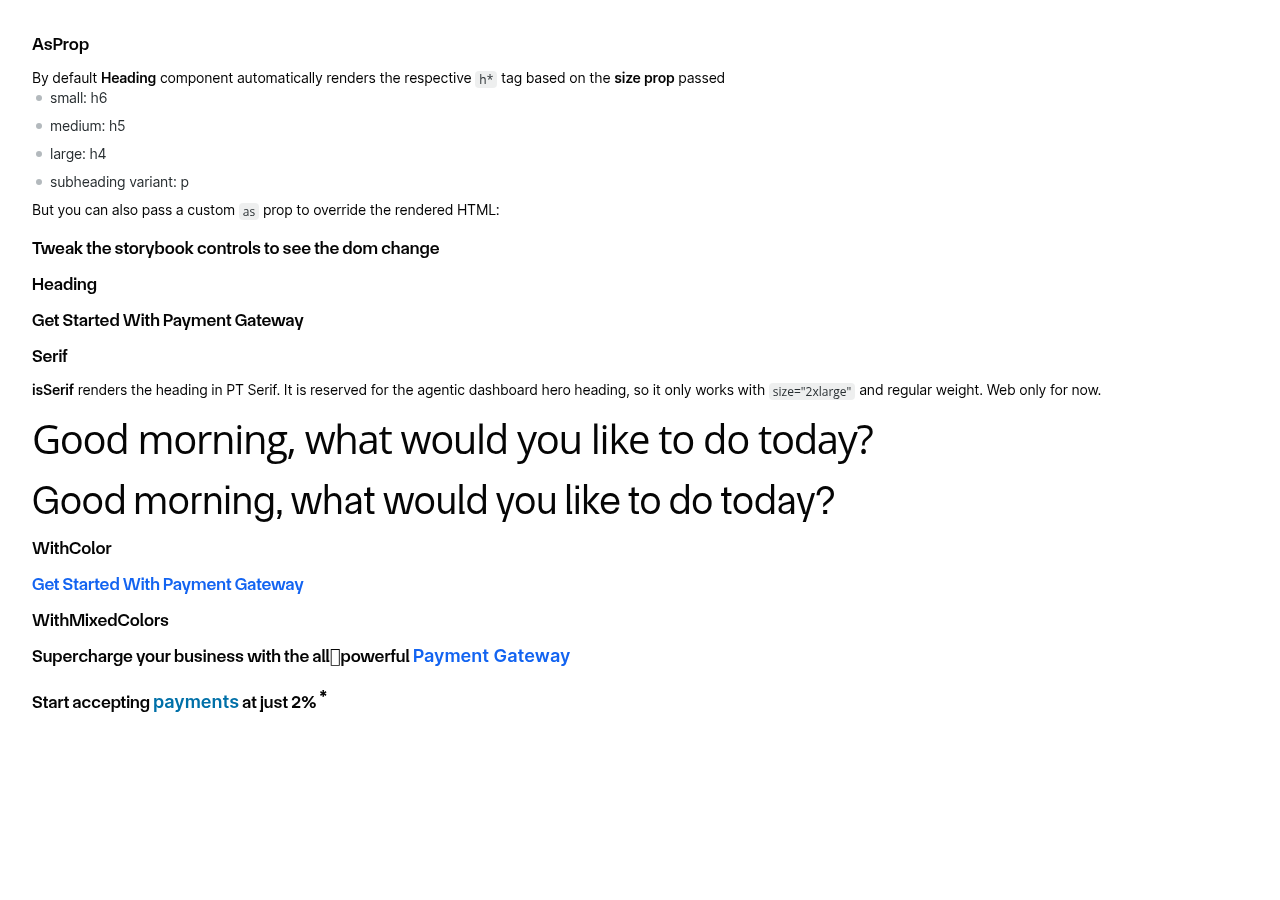 AsProp
By default Heading component automatically renders the respective h* tag based on the size prop passed
small: h6
medium: h5
large: h4
subheading variant: p
But you can also pass a custom as prop to override the rendered HTML:
Tweak the storybook controls to see the dom change
Heading
Get Started With Payment Gateway
Serif
isSerif renders the heading in PT Serif. It is reserved for the agentic dashboard hero heading, so it only works with size="2xlarge" and regular weight. Web only for now.
Good morning, what would you like to do today?
Good morning, what would you like to do today?
WithColor
Get Started With Payment Gateway
WithMixedColors
Supercharge your business with the all□powerful Payment Gateway
Start accepting payments at just 2%*